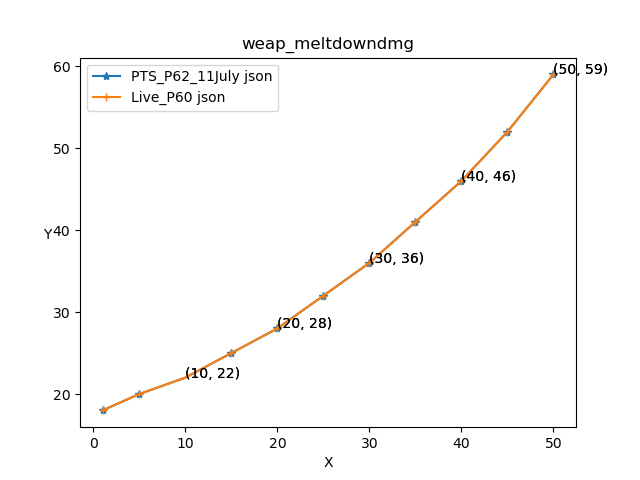 weap_meltdowndmg
PTS_P62_11July json
Live_P60 json
60
50
40
30
20
Y
(50, 59)
(40, 46)
(30, 36)
(20, 28)
(10, 22)
0 10 20 30 40 50
X